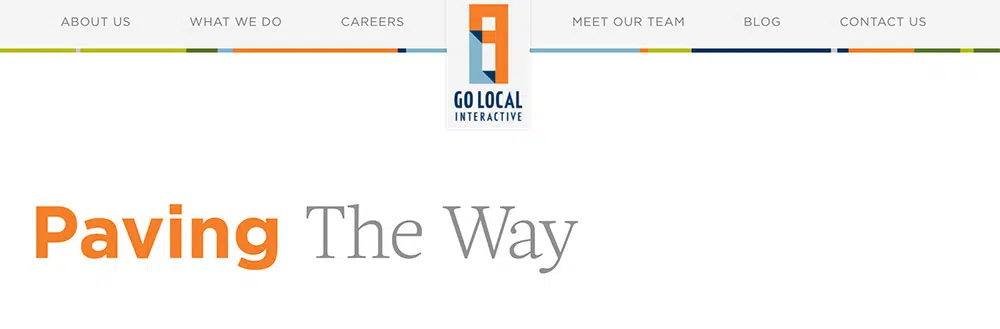 ABOUT US WHAT WE DO CAREERS MEET OUR TEAM BLOG CONTACT US
GO LOCAL
INTERACTIVE
Paving The Way